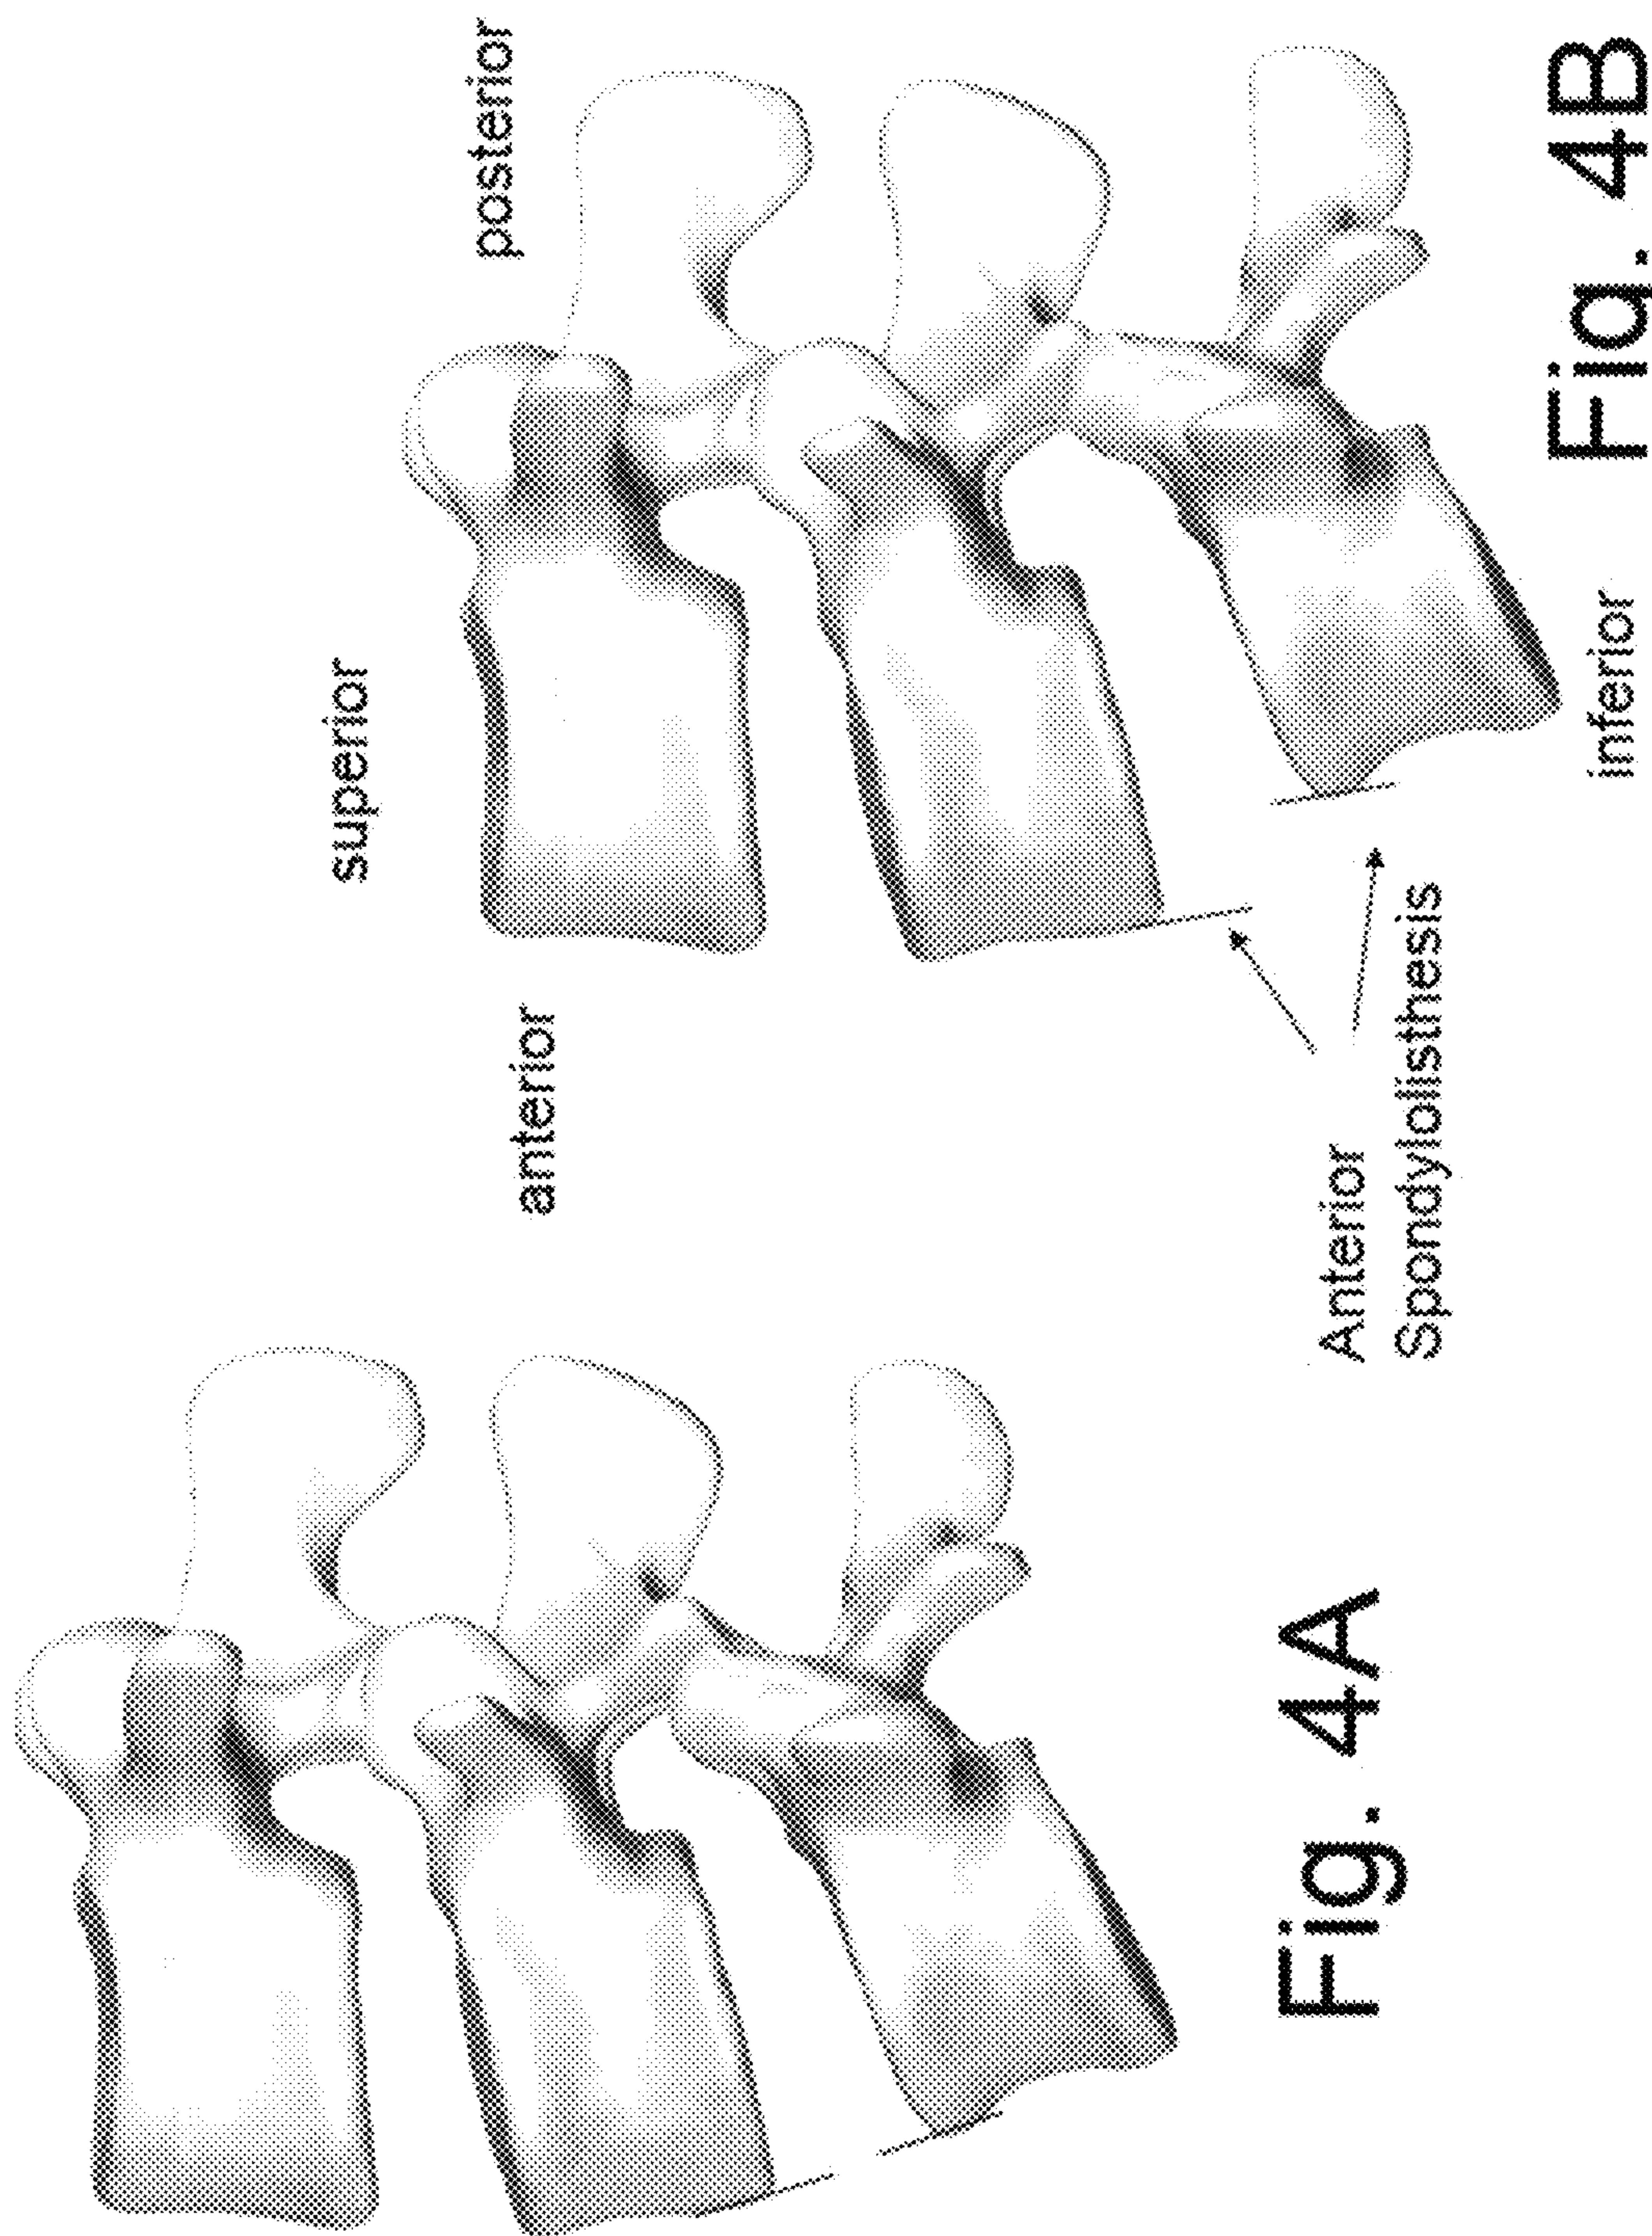 superior
anterior
posterior
Anterior
Spondylolisthesis
inferior
Fig. 4A
Fig. 4B